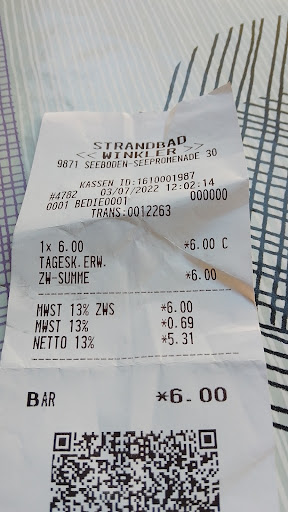 STRANDBAD
<< WINKLER >>
9871 SEEBODEN-SEEPROMENADE 30
KASSEN ID:1610001987
#4782 03/07/2022 12:02:14
0001 BEDIE0001 000000
TRANS:0012263
1x 6.00 *6.00 C
TAGESK.ERW.
ZW-SUMME *6.00
MWST 13% ZWS *6.00
MWST 13% *0.69
NETTO 13% *5.31
BAR *6.00